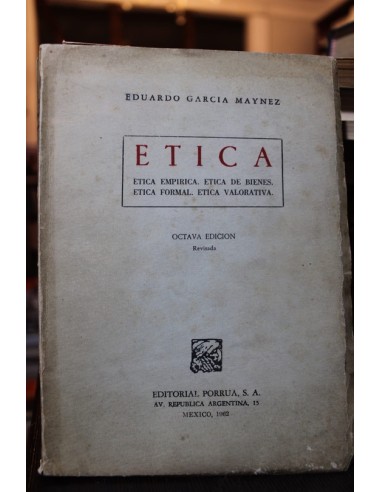 EDUARDO GARCIA MAYNEZ
ETICA
ETICA EMPIRICA. ETICA DE BIENES.
ETICA FORMAL. ETICA VALORATIVA.
OCTAVA EDICION
Revisada
EDITORIAL PORRUA, S. A.
AV. REPUBLICA ARGENTINA, 15
MEXICO, 1962